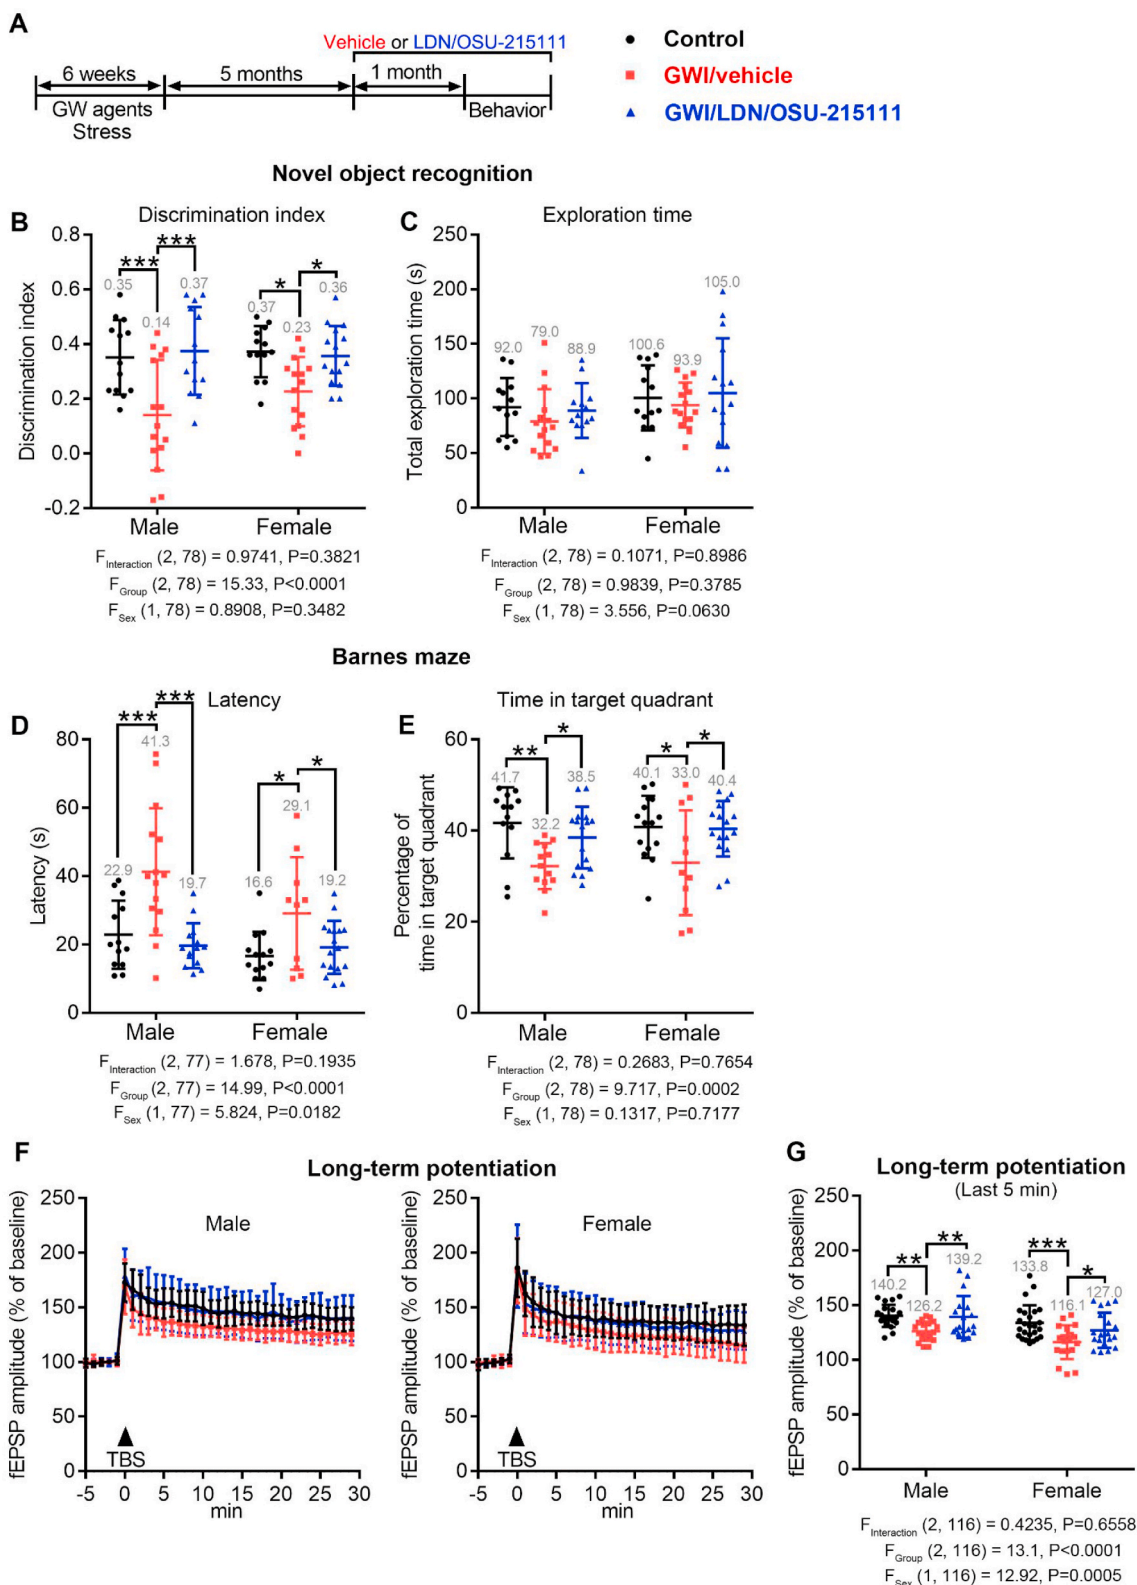 A
Vehicle or LDN/OSU-215111
6 weeks
5 months
1 month
GW agents
Stress
Behavior
Control
GWI/vehicle
GWI/LDN/OSU-215111
Novel object recognition
B
Discrimination index
Discrimination index
0.8
0.6
0.4
0.2
0.0
-0.2
***
***
*
*
0.35
0.14
0.37
0.37
0.23
0.36
Male
Female
F Interaction (2, 78) = 0.9741, P=0.3821
F Group (2, 78) = 15.33, P<0.0001
F Sex (1, 78) = 0.8908, P=0.3482
C
Exploration time
Total exploration time (s)
250
200
150
100
50
0
92.0
79.0
88.9
100.6
93.9
105.0
Male
Female
F Interaction (2, 78) = 0.1071, P=0.8986
F Group (2, 78) = 0.9839, P=0.3785
F Sex (1, 78) = 3.556, P=0.0630
Barnes maze
D
Latency
Latency (s)
80
60
40
20
0
***
***
*
*
22.9
41.3
19.7
16.6
29.1
19.2
Male
Female
F Interaction (2, 77) = 1.678, P=0.1935
F Group (2, 77) = 14.99, P<0.0001
F Sex (1, 77) = 5.824, P=0.0182
E
Time in target quadrant
Percentage of
time in target quadrant
60
40
20
0
**
*
*
*
41.7
32.2
38.5
40.1
33.0
40.4
Male
Female
F Interaction (2, 78) = 0.2683, P=0.7654
F Group (2, 78) = 9.717, P=0.0002
F Sex (1, 78) = 0.1317, P=0.7177
F
Long-term potentiation
fEPSP amplitude (% of baseline)
250
200
150
100
50
0
Male
TBS
-5 0 5 10 15 20 25 30
min
fEPSP amplitude (% of baseline)
250
200
150
100
50
0
Female
TBS
-5 0 5 10 15 20 25 30
min
G
Long-term potentiation
(Last 5 min)
fEPSP amplitude (% of baseline)
250
200
150
100
50
0
**
**
***
*
140.2
126.2
139.2
133.8
116.1
127.0
Male
Female
F Interaction (2, 116) = 0.4235, P=0.6558
F Group (2, 116) = 13.1, P<0.0001
F Sex (1, 116) = 12.92, P=0.0005